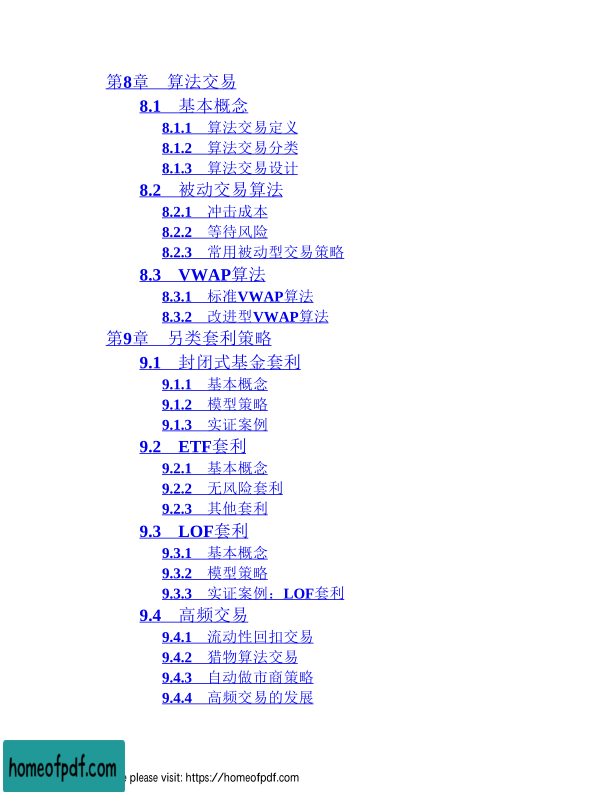 第8章　算法交易
8.1　基本概念
8.1.1　算法交易定义
8.1.2　算法交易分类
8.1.3　算法交易设计
8.2　被动交易算法
8.2.1　冲击成本
8.2.2　等待风险
8.2.3　常用被动型交易策略
8.3　VWAP算法
8.3.1　标准VWAP算法
8.3.2　改进型VWAP算法
第9章　另类套利策略
9.1　封闭式基金套利
9.1.1　基本概念
9.1.2　模型策略
9.1.3　实证案例
9.2　ETF套利
9.2.1　基本概念
9.2.2　无风险套利
9.2.3　其他套利
9.3　LOF套利
9.3.1　基本概念
9.3.2　模型策略
9.3.3　实证案例：LOF套利
9.4　高频交易
9.4.1　流动性回扣交易
9.4.2　猎物算法交易
9.4.3　自动做市商策略
9.4.4　高频交易的发展
homeofpdf.com
please visit: https://homeofpdf.com